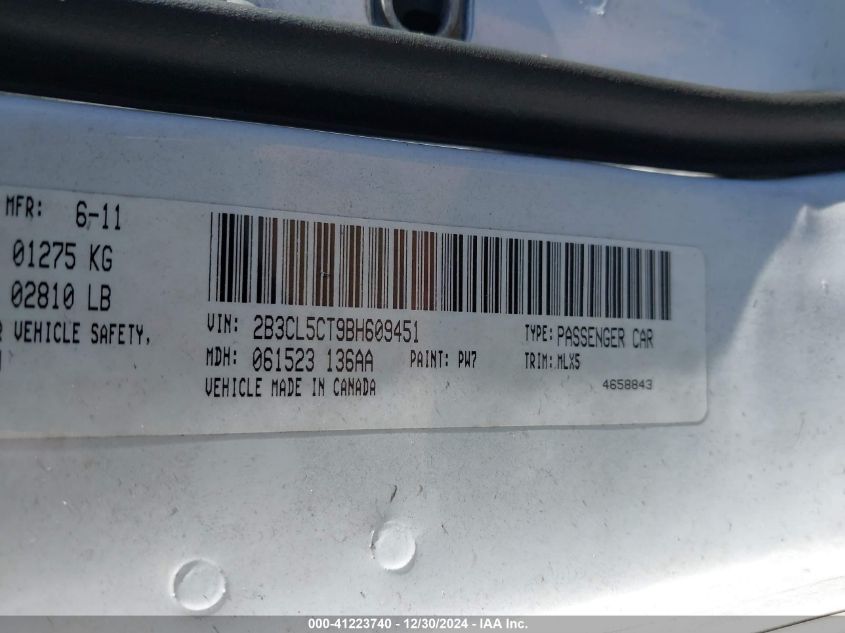 MFR: 6-11
01275 KG
02810 LB
VEHICLE SAFETY,
VIN: 2B3CL5CT9BH609451
TYPE: PASSENGER CAR
MDH: 061523 136AA PAINT: PW7
TRIM: MLX5
VEHICLE MADE IN CANADA
4658843
000-41223740 - 12/30/2024 - IAA Inc.